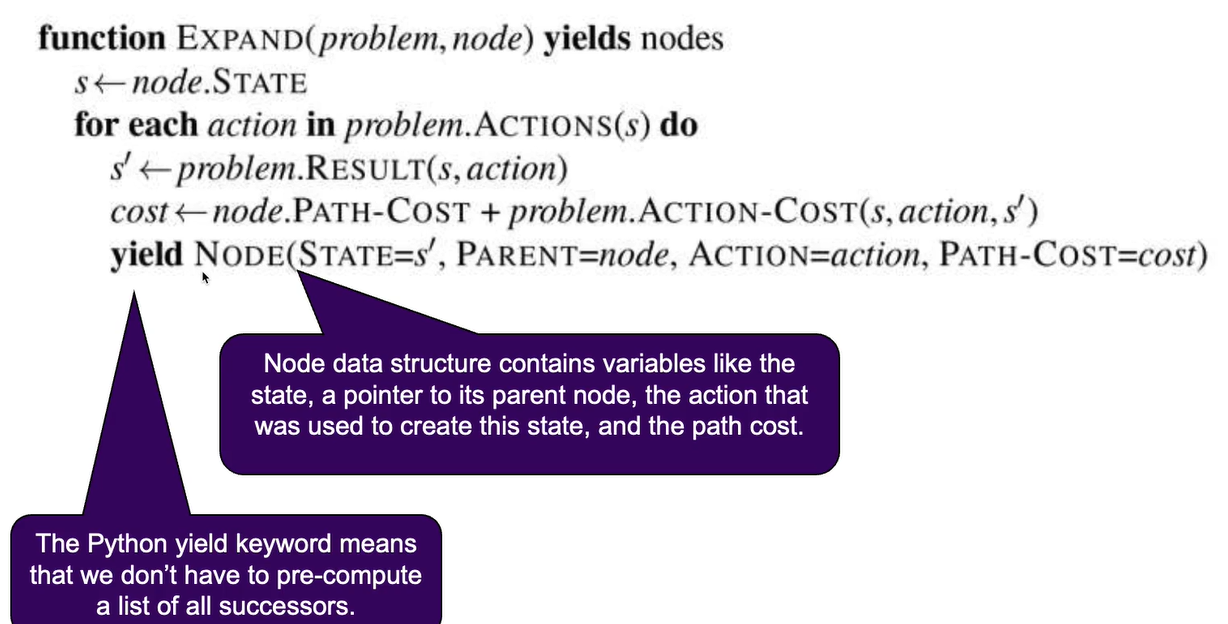 function EXPAND(problem, node) yields nodes
s←node.STATE
for each action in problem.ACTIONS(s) do
s′←problem.RESULT(s, action)
cost←node.PATH-COST + problem.ACTION-COST(s, action, s′)
yield NODE(STATE=s′, PARENT=node, ACTION=action, PATH-COST=cost)
Node data structure contains variables like the
state, a pointer to its parent node, the action that
was used to create this state, and the path cost.
The Python yield keyword means
that we don’t have to pre-compute
a list of all successors.